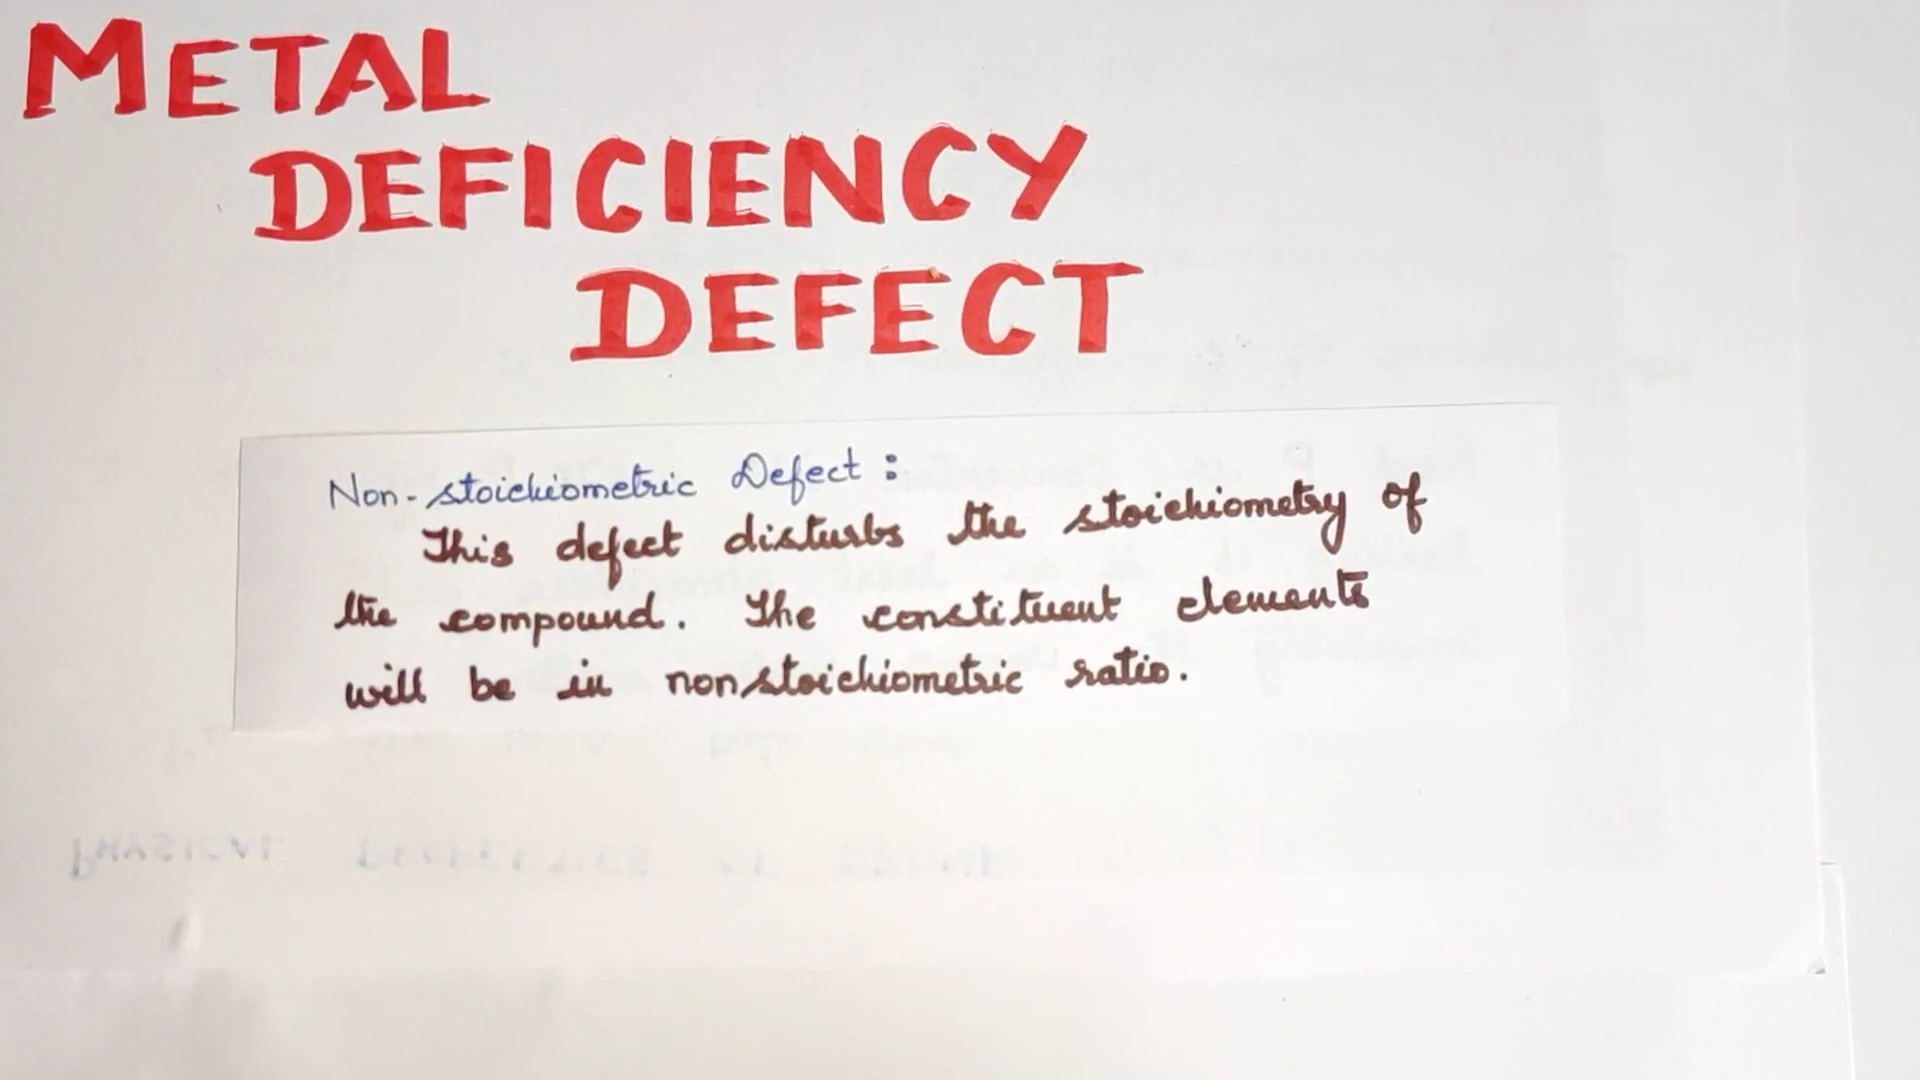 METAL
DEFICIENCY
DEFECT
Non-stoichiometric Defect :
This defect disturbs the stoichiometry of
the compound. The constituent elements
will be in nonstoichiometric ratio.